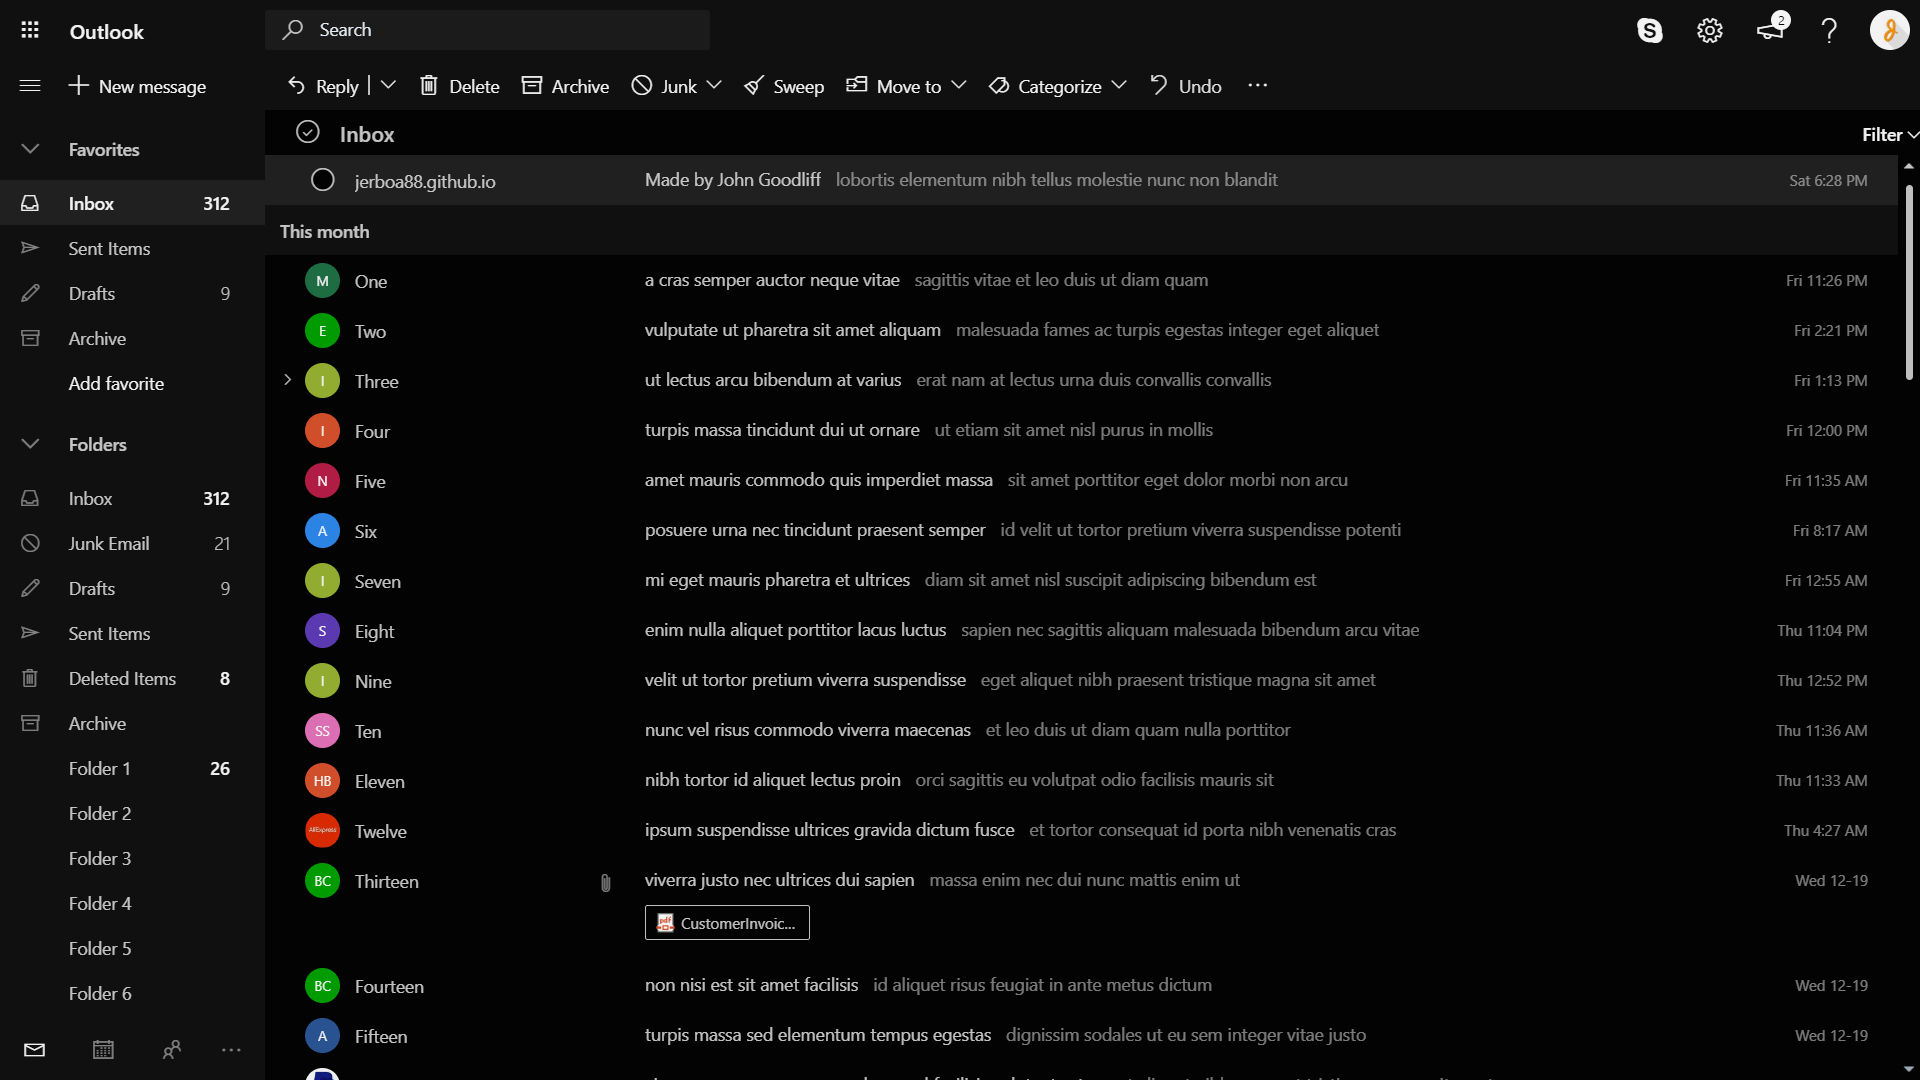 Outlook
Search
2
New message
Reply
Delete
Archive
Junk
Sweep
Move to
Categorize
Undo
Favorites
Inbox 312
Sent Items
Drafts 9
Archive
Add favorite
Folders
Inbox 312
Junk Email 21
Drafts 9
Sent Items
Deleted Items 8
Archive
Folder 1 26
Folder 2
Folder 3
Folder 4
Folder 5
Folder 6
Inbox
Filter
jerboa88.github.io Made by John Goodliff lobortis elementum nibh tellus molestie nunc non blandit Sat 6:28 PM
This month
M One a cras semper auctor neque vitae sagittis vitae et leo duis ut diam quam Fri 11:26 PM
E Two vulputate ut pharetra sit amet aliquam malesuada fames ac turpis egestas integer eget aliquet Fri 2:21 PM
I Three ut lectus arcu bibendum at varius erat nam at lectus urna duis convallis convallis Fri 1:13 PM
I Four turpis massa tincidunt dui ut ornare ut etiam sit amet nisl purus in mollis Fri 12:00 PM
N Five amet mauris commodo quis imperdiet massa sit amet porttitor eget dolor morbi non arcu Fri 11:35 AM
A Six posuere urna nec tincidunt praesent semper id velit ut tortor pretium viverra suspendisse potenti Fri 8:17 AM
I Seven mi eget mauris pharetra et ultrices diam sit amet nisl suscipit adipiscing bibendum est Fri 12:55 AM
S Eight enim nulla aliquet porttitor lacus luctus sapien nec sagittis aliquam malesuada bibendum arcu vitae Thu 11:04 PM
I Nine velit ut tortor pretium viverra suspendisse eget aliquet nibh praesent tristique magna sit amet Thu 12:52 PM
SS Ten nunc vel risus commodo viverra maecenas et leo duis ut diam quam nulla porttitor Thu 11:36 AM
HB Eleven nibh tortor id aliquet lectus proin orci sagittis eu volutpat odio facilisis mauris sit Thu 11:33 AM
AliExpress Twelve ipsum suspendisse ultrices gravida dictum fusce et tortor consequat id porta nibh venenatis cras Thu 4:27 AM
BC Thirteen viverra justo nec ultrices dui sapien massa enim nec dui nunc mattis enim ut Wed 12-19
pdf CustomerInvoic...
BC Fourteen non nisi est sit amet facilisis id aliquet risus feugiat in ante metus dictum Wed 12-19
A Fifteen turpis massa sed elementum tempus egestas dignissim sodales ut eu sem integer vitae justo Wed 12-19